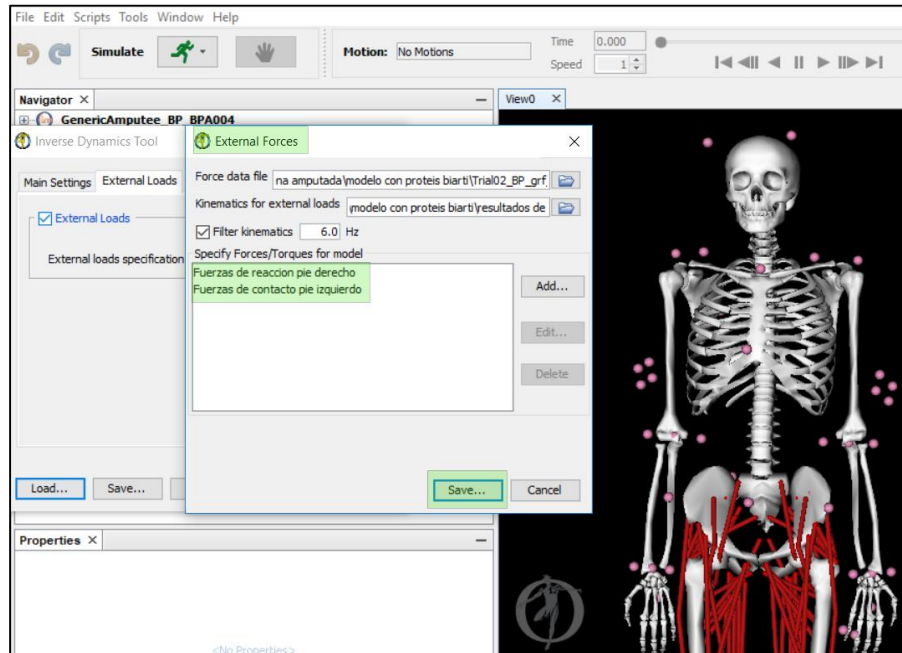 File Edit Scripts Tools Window Help
Simulate
Motion: No Motions
Time 0.000
Speed 1
Navigator ×
View0 ×
GenericAmputee_BP_BPA004
Inverse Dynamics Tool
External Forces
Main Settings External Loads
Force data file na amputada\modelo con proteis biarti\Trial02_BP_grf_
Kinematics for external loads modelo con proteis biarti\resultados de
External Loads
Filter kinematics 6.0 Hz
External loads specification
Specify Forces/Torques for model
Fuerzas de reaccion pie derecho
Fuerzas de contacto pie izquierdo
Add...
Edit...
Delete
Load... Save...
Save... Cancel
Properties ×
<No Properties>